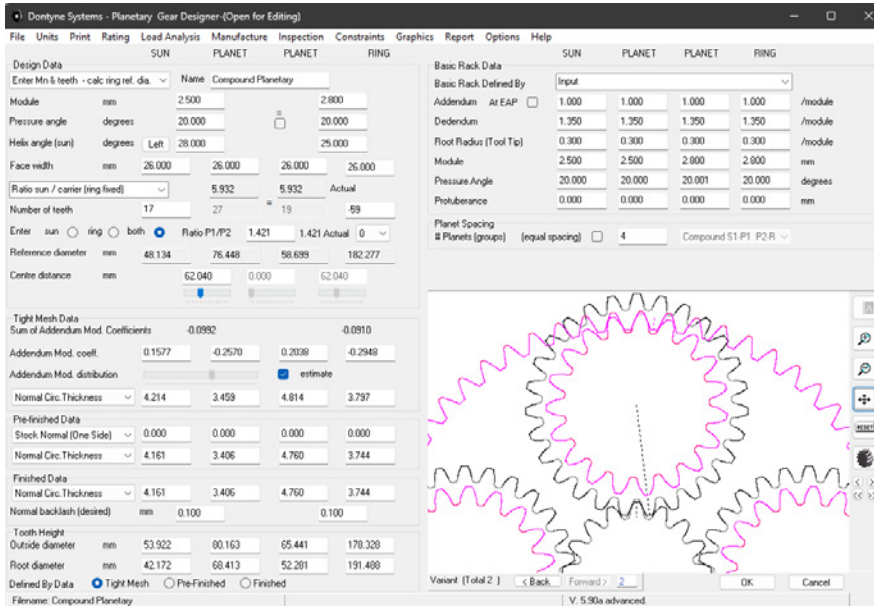 Dontyne Systems - Planetary Gear Designer-(Open for Editing)
File Units Print Rating Load Analysis Manufacture Inspection Constraints Graphics Report Options Help
SUN PLANET PLANET RING
Design Data
Enter Mn & teeth - calc ring ref. dia. Name Compound Planetary
Module mm 2.500 2.800
Pressure angle degrees 20.000 = 20.000
Helix angle (sun) degrees Left 28.000 25.000
Face width mm 26.000 26.000 26.000 26.000
Ratio sun / carrier (ring fixed) 5.932 5.932 Actual
Number of teeth 17 27 = 19 -59
Enter sun ring both Ratio P1/P2 1.421 1.421 Actual 0
Reference diameter mm 48.134 76.448 58.699 182.277
Centre distance mm 62.040 0.000 62.040
Tight Mesh Data
Sum of Addendum Mod. Coefficients -0.0992 -0.0910
Addendum Mod. coeff. 0.1577 -0.2570 0.2038 -0.2948
Addendum Mod. distribution estimate
Normal Circ.Thickness 4.214 3.459 4.814 3.797
Pre-finished Data
Stock Normal (One Side) 0.000 0.000 0.000 0.000
Normal Circ.Thickness 4.161 3.406 4.760 3.744
Finished Data
Normal Circ.Thickness 4.161 3.406 4.760 3.744
Normal backlash (desired) mm 0.100 0.100
Tooth Height
Outside diameter mm 53.922 80.163 65.441 178.328
Root diameter mm 42.172 68.413 52.281 191.488
Defined By Data Tight Mesh Pre-Finished Finished
Filename: Compound Planetary
SUN PLANET PLANET RING
Basic Rack Data
Basic Rack Defined By Input
Addendum At EAP 1.000 1.000 1.000 1.000 /module
Dedendum 1.350 1.350 1.350 1.350 /module
Root Radius (Tool Tip) 0.300 0.300 0.300 0.300 /module
Module 2.500 2.500 2.800 2.800 mm
Pressure Angle 20.000 20.000 20.001 20.000 degrees
Protuberance 0.000 0.000 0.000 0.000 mm
Planet Spacing
# Planets (groups) (equal spacing) 4 Compound S1-P1 P2-R
RESET
Variant (Total 2 ) < Back Forward > 2 OK Cancel
V. 5.90a advanced.